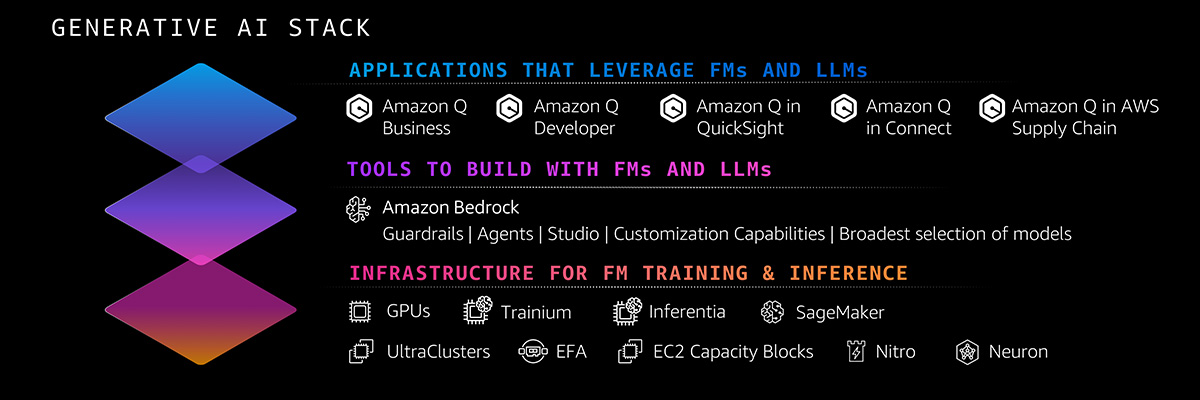 GENERATIVE AI STACK
APPLICATIONS THAT LEVERAGE FMs AND LLMs
Amazon Q Business
Amazon Q Developer
Amazon Q in QuickSight
Amazon Q in Connect
Amazon Q in AWS Supply Chain
TOOLS TO BUILD WITH FMs AND LLMs
Amazon Bedrock
Guardrails | Agents | Studio | Customization Capabilities | Broadest selection of models
INFRASTRUCTURE FOR FM TRAINING & INFERENCE
GPUs Trainium Inferentia SageMaker
UltraClusters EFA EC2 Capacity Blocks Nitro Neuron